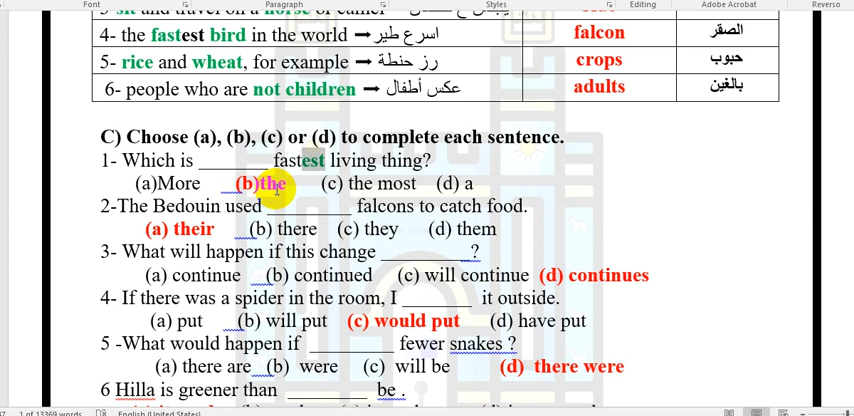 Font Paragraph Styles Editing Adobe Acrobat Reverso
4- the fastest bird in the world ➞ اسرع طير falcon الصقر
5- rice and wheat, for example ➞ رز حنطة crops حبوب
6- people who are not children ➞ عكس أطفال adults بالغين
C) Choose (a), (b), (c) or (d) to complete each sentence.
1- Which is ________ fastest living thing?
(a)More (b)the (c) the most (d) a
2-The Bedouin used _________ falcons to catch food.
(a) their (b) there (c) they (d) them
3- What will happen if this change _________?
(a) continue (b) continued (c) will continue (d) continues
4- If there was a spider in the room, I _______ it outside.
(a) put (b) will put (c) would put (d) have put
5 -What would happen if _________ fewer snakes ?
(a) there are (b) were (c) will be (d) there were
6 Hilla is greener than ________ be .
1 of 13369 words English (United States)